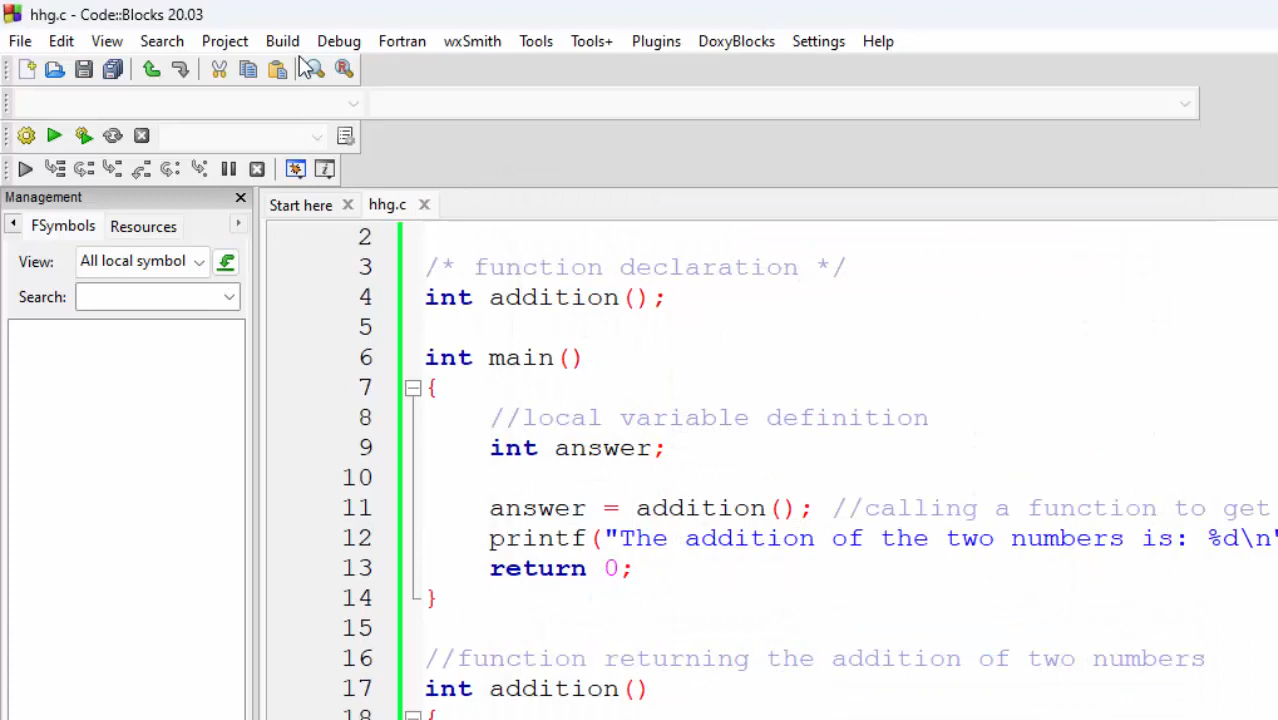 hhg.c - Code::Blocks 20.03
File Edit View Search Project Build Debug Fortran wxSmith Tools Tools+ Plugins DoxyBlocks Settings Help
Management
Start here hhg.c
FSymbols Resources
View: All local symbol
Search:
2
3 /* function declaration */
4 int addition();
5
6 int main()
7 {
8 //local variable definition
9 int answer;
10
11 answer = addition(); //calling a function to get
12 printf("The addition of the two numbers is: %d\n"
13 return 0;
14 }
15
16 //function returning the addition of two numbers
17 int addition()
18 {